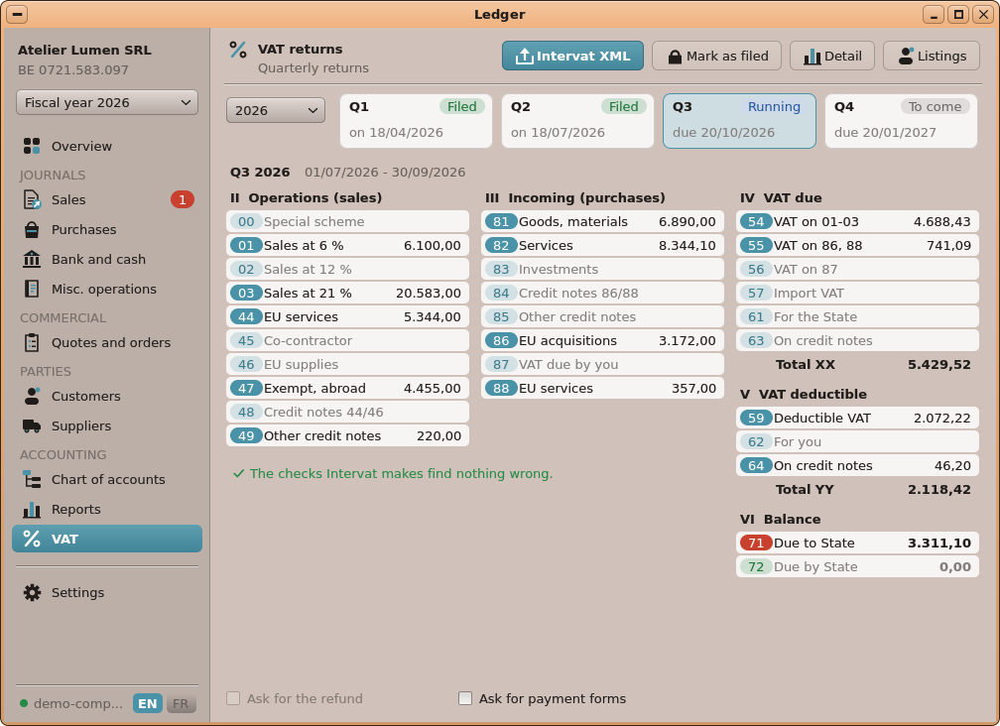 Ledger
Atelier Lumen SRL
BE 0721.583.097
Fiscal year 2026
Overview
JOURNALS
Sales 1
Purchases
Bank and cash
Misc. operations
COMMERCIAL
Quotes and orders
PARTIES
Customers
Suppliers
ACCOUNTING
Chart of accounts
Reports
VAT
Settings
demo-comp... EN FR
VAT returns
Quarterly returns
Intervat XML
Mark as filed
Detail
Listings
2026
Q1 Filed
on 18/04/2026
Q2 Filed
on 18/07/2026
Q3 Running
due 20/10/2026
Q4 To come
due 20/01/2027
Q3 2026 01/07/2026 - 30/09/2026
II Operations (sales)
00 Special scheme
01 Sales at 6 % 6.100,00
02 Sales at 12 %
03 Sales at 21 % 20.583,00
44 EU services 5.344,00
45 Co-contractor
46 EU supplies
47 Exempt, abroad 4.455,00
48 Credit notes 44/46
49 Other credit notes 220,00
The checks Intervat makes find nothing wrong.
III Incoming (purchases)
81 Goods, materials 6.890,00
82 Services 8.344,10
83 Investments
84 Credit notes 86/88
85 Other credit notes
86 EU acquisitions 3.172,00
87 VAT due by you
88 EU services 357,00
IV VAT due
54 VAT on 01-03 4.688,43
55 VAT on 86, 88 741,09
56 VAT on 87
57 Import VAT
61 For the State
63 On credit notes
Total XX 5.429,52
V VAT deductible
59 Deductible VAT 2.072,22
62 For you
64 On credit notes 46,20
Total YY 2.118,42
VI Balance
71 Due to State 3.311,10
72 Due by State 0,00
Ask for the refund
Ask for payment forms